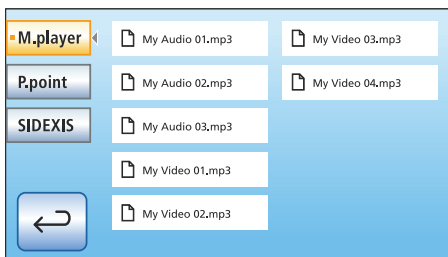 M.player
P.point
SIDEXIS
My Audio 01.mp3
My Audio 02.mp3
My Audio 03.mp3
My Video 01.mp3
My Video 02.mp3
My Video 03.mp3
My Video 04.mp3